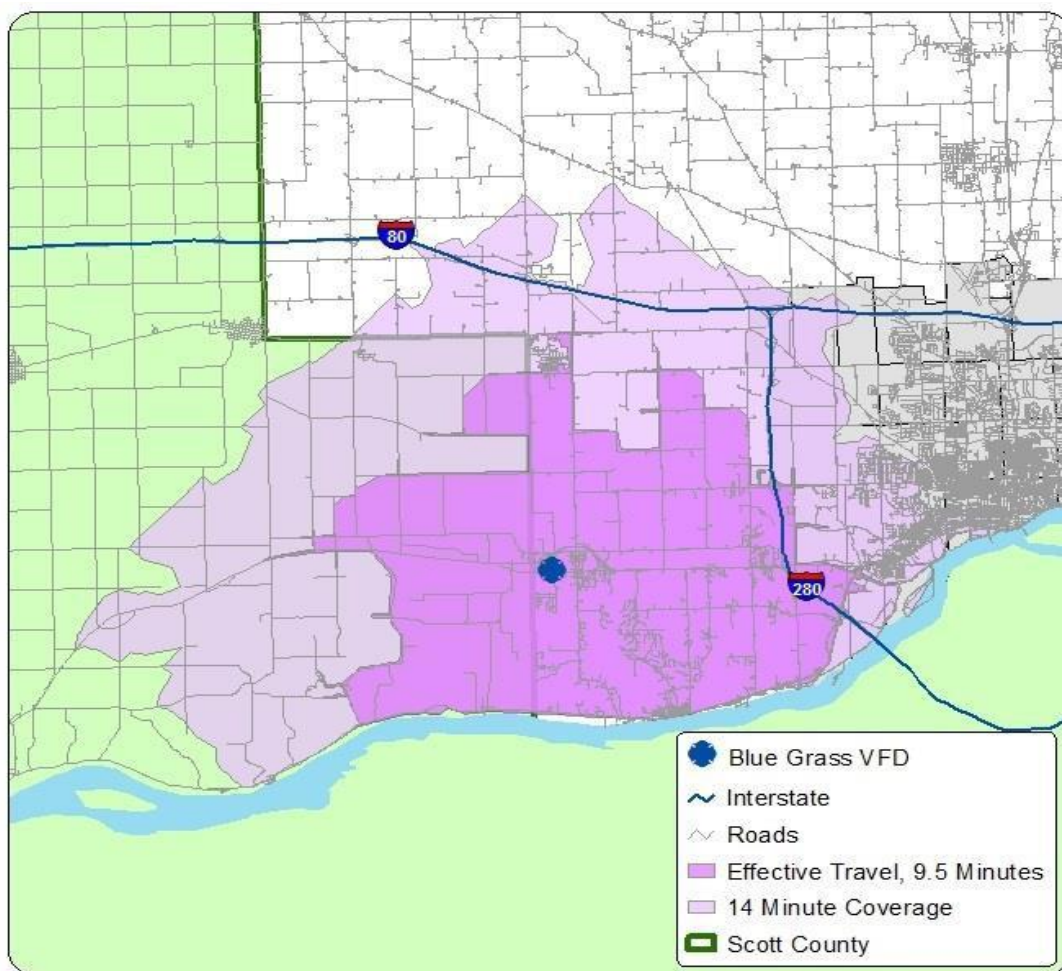 80
280
Blue Grass VFD
Interstate
Roads
Effective Travel, 9.5 Minutes
14 Minute Coverage
Scott County